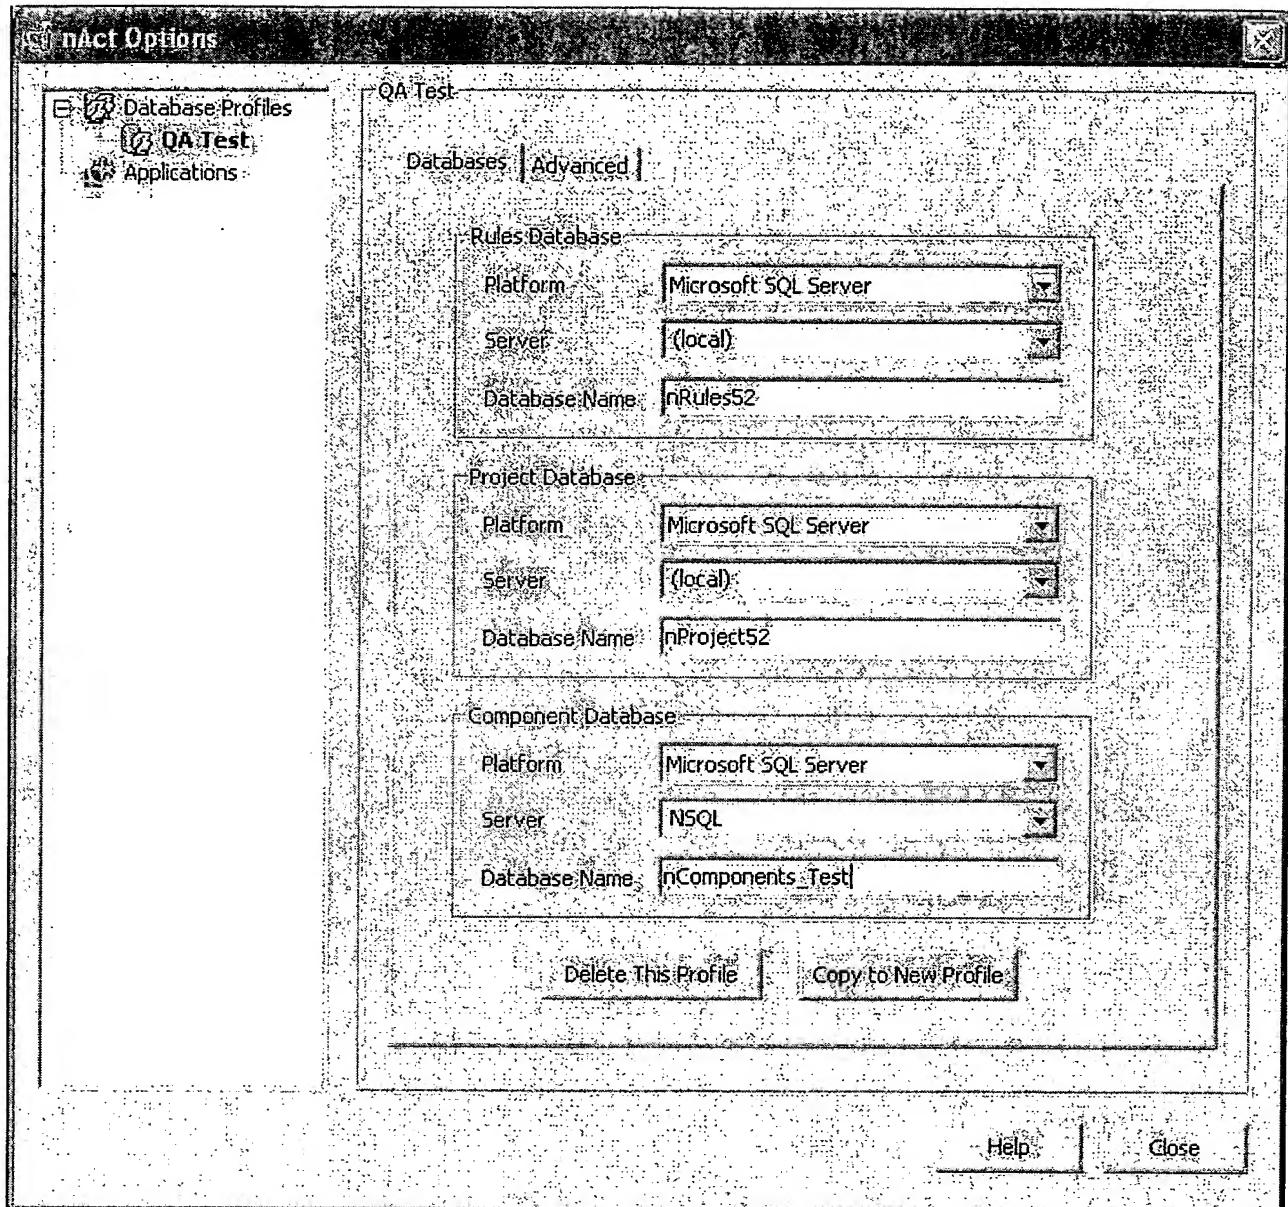 nAct Options
Database Profiles
QA Test
Applications
QA Test
Databases
Advanced
Rules Database
Platform
Microsoft SQL Server
Server
(local)
Database Name
nRules52
Project Database
Platform
Microsoft SQL Server
Server
(local)
Database Name
nProject52
Component Database
Platform
Microsoft SQL Server
Server
NSQL
Database Name
nComponents_Test
Delete This Profile
Copy to New Profile
Help
Close